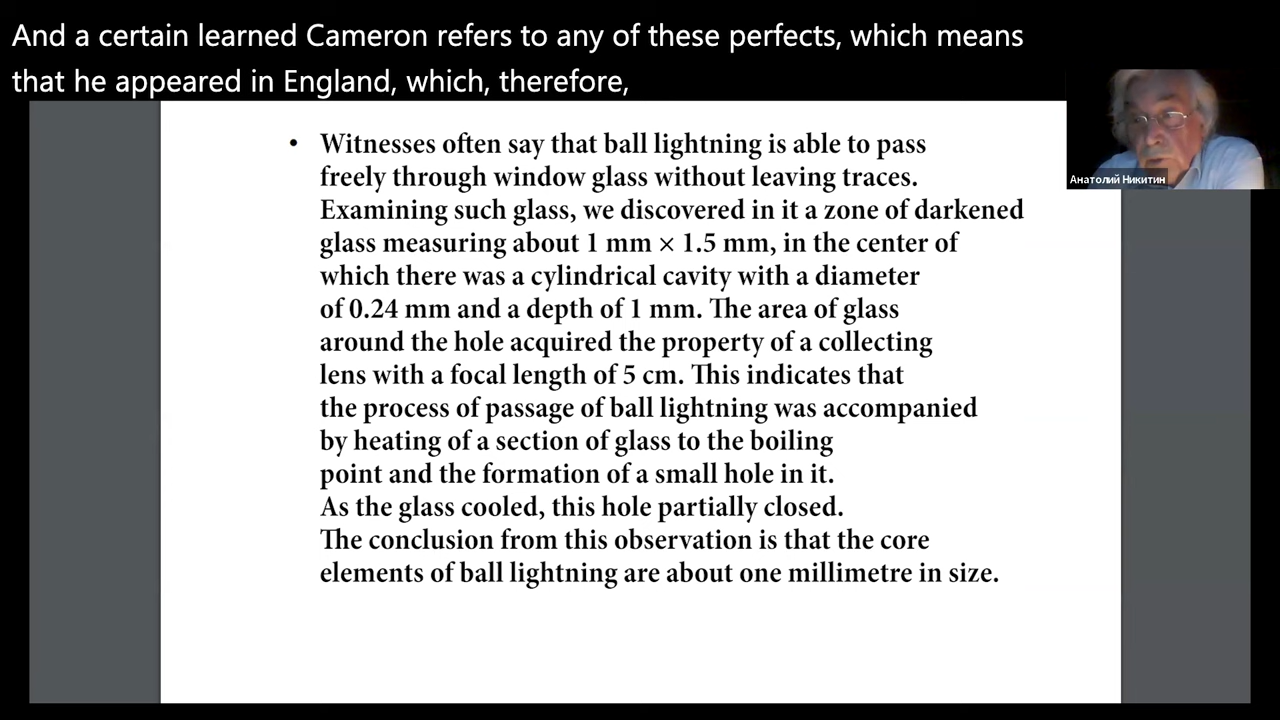 And a certain learned Cameron refers to any of these perfects, which means
that he appeared in England, which, therefore,
Анатолий Никитин
• Witnesses often say that ball lightning is able to pass
freely through window glass without leaving traces.
Examining such glass, we discovered in it a zone of darkened
glass measuring about 1 mm × 1.5 mm, in the center of
which there was a cylindrical cavity with a diameter
of 0.24 mm and a depth of 1 mm. The area of glass
around the hole acquired the property of a collecting
lens with a focal length of 5 cm. This indicates that
the process of passage of ball lightning was accompanied
by heating of a section of glass to the boiling
point and the formation of a small hole in it.
As the glass cooled, this hole partially closed.
The conclusion from this observation is that the core
elements of ball lightning are about one millimetre in size.